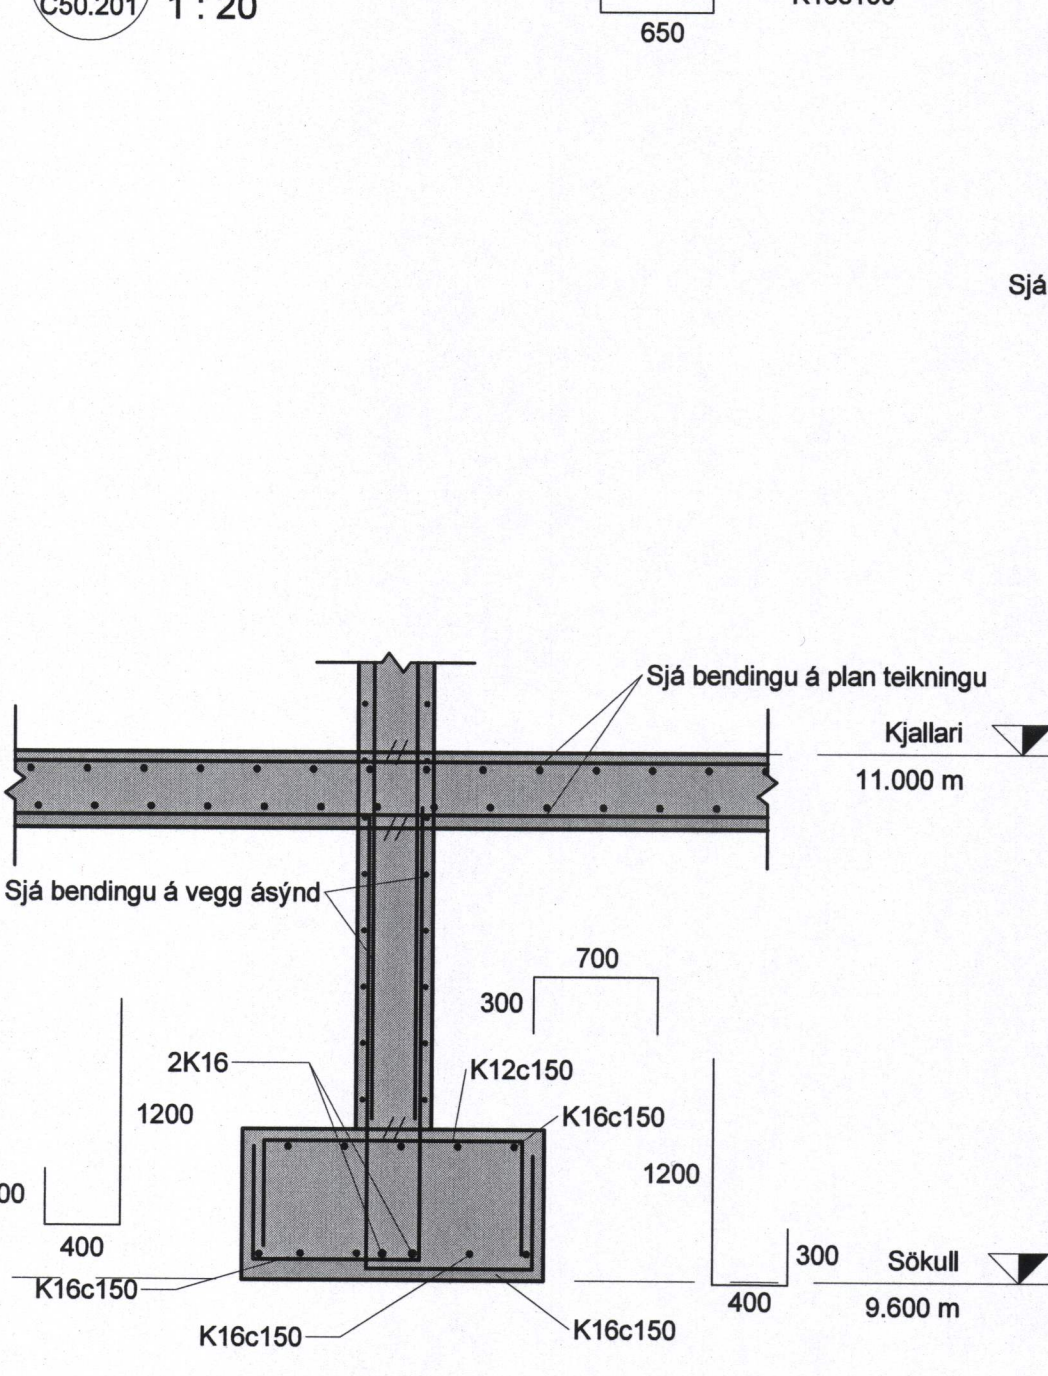 C50.201
1 : 20
650
Sjá
Sjá bendingu á plan teikningu
Kjallari
11.000 m
Sjá bendingu á vegg ásýnd
700
300
2K16
K12c150
1200
K16c150
1200
00
400
300
Sökull
K16c150
400
9.600 m
K16c150
K16c150